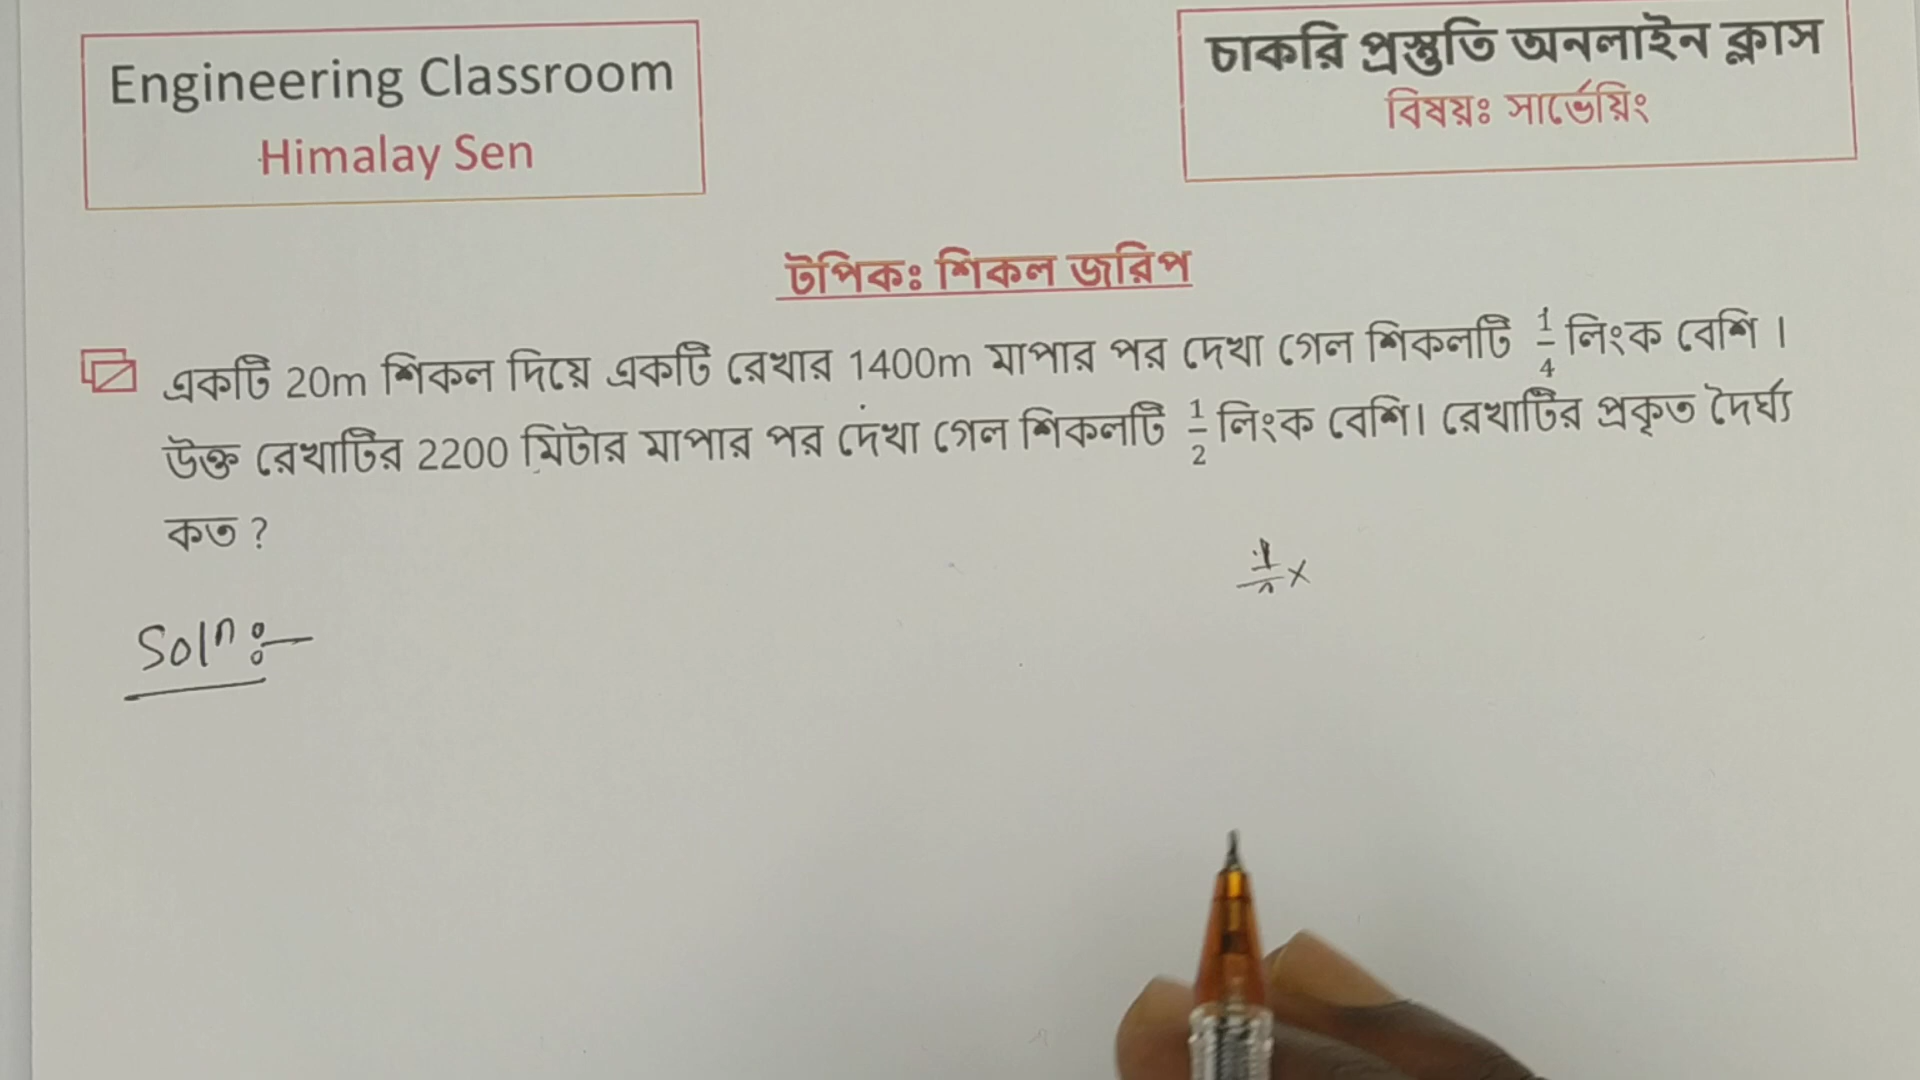 Engineering Classroom
Himalay Sen
চাকরি প্রস্তুতি অনলাইন ক্লাস
বিষয়ঃ সার্ভেয়িং
টপিকঃ শিকল জরিপ
একটি 20m শিকল দিয়ে একটি রেখার 1400m মাপার পর দেখা গেল শিকলটি 1/4 লিংক বেশি।
উক্ত রেখাটির 2200 মিটার মাপার পর দেখা গেল শিকলটি 1/2 লিংক বেশি। রেখাটির প্রকৃত দৈর্ঘ্য
কত ?
Solⁿ:—